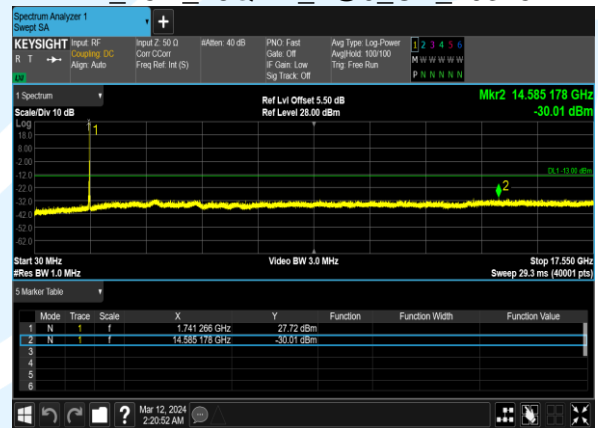 Spectrum Analyzer 1
Swept SA
KEYSIGHT
R T
LW
Input: RF
Coupling: DC
Align: Auto
Input Z: 50 Ω
Corr CCorr
Freq Ref: Int (S)
#Atten: 40 dB
PNO: Fast
Gate: Off
IF Gain: Low
Sig Track: Off
Avg Type: Log-Power
Avg|Hold: 100/100
Trig: Free Run
1 2 3 4 5 6
M W W W W W
P N N N N N
1 Spectrum
Scale/Div 10 dB
Log
Ref Lvl Offset 5.50 dB
Ref Level 28.00 dBm
Mkr2 14.585 178 GHz
-30.01 dBm
18.0
8.00
-2.00
-12.0
-22.0
-32.0
-42.0
-52.0
-62.0
1
2
DL1 -13.00 dBm
Start 30 MHz
#Res BW 1.0 MHz
Video BW 3.0 MHz
Stop 17.550 GHz
Sweep 29.3 ms (40001 pts)
5 Marker Table
Mode Trace Scale X Y Function Function Width Function Value
1 N 1 f 1.741 266 GHz 27.72 dBm
2 N 1 f 14.585 178 GHz -30.01 dBm
3
4
5
6
?
Mar 12, 2024
2:20:52 AM